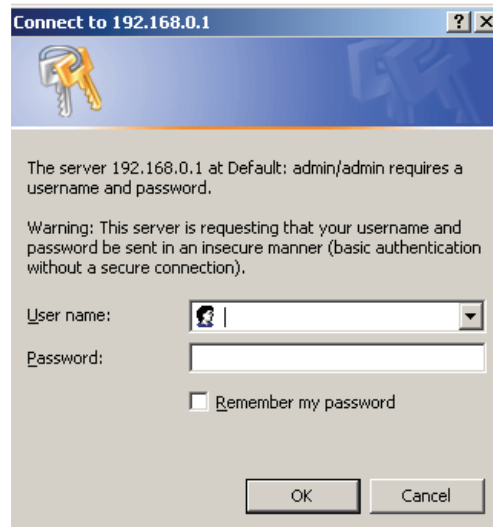 Connect to 192.168.0.1
The server 192.168.0.1 at Default: admin/admin requires a
username and password.
Warning: This server is requesting that your username and
password be sent in an insecure manner (basic authentication
without a secure connection).
User name:
Password:
Remember my password
OK Cancel